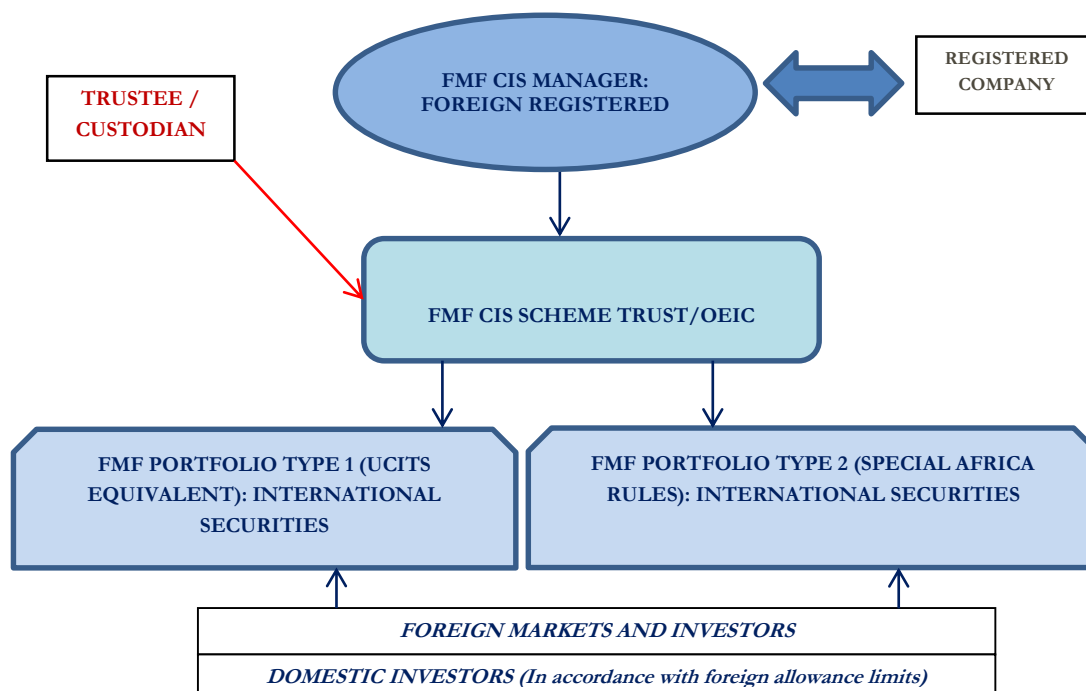 FMF CIS MANAGER:
FOREIGN REGISTERED
REGISTERED
COMPANY
TRUSTEE /
CUSTODIAN
FMF CIS SCHEME TRUST/OEIC
FMF PORTFOLIO TYPE 1 (UCITS
EQUIVALENT): INTERNATIONAL
SECURITIES
FMF PORTFOLIO TYPE 2 (SPECIAL AFRICA
RULES): INTERNATIONAL SECURITIES
FOREIGN MARKETS AND INVESTORS
DOMESTIC INVESTORS (In accordance with foreign allowance limits)